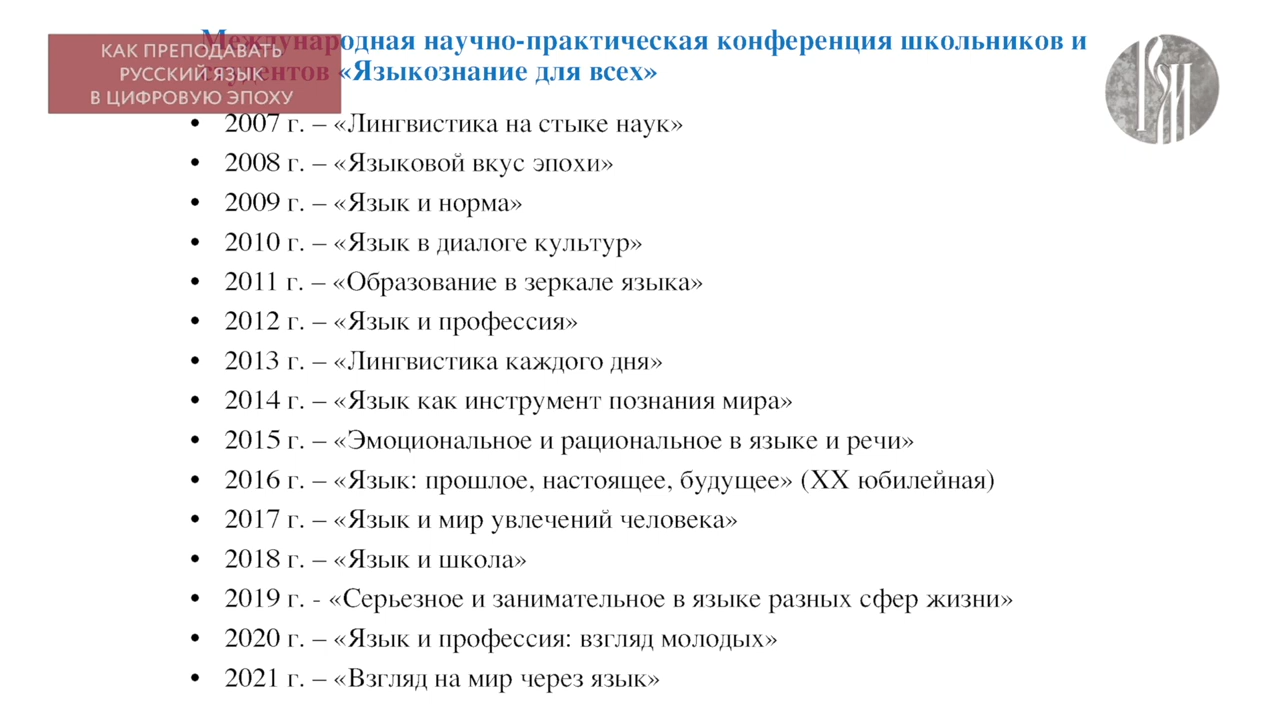 КАК ПРЕПОДАВАТЬ
РУССКИЙ ЯЗЫК
В ЦИФРОВУЮ ЭПОХУ
Международная научно-практическая конференция школьников и
студентов «Языкознание для всех»
• 2007 г. – «Лингвистика на стыке наук»
• 2008 г. – «Языковой вкус эпохи»
• 2009 г. – «Язык и норма»
• 2010 г. – «Язык в диалоге культур»
• 2011 г. – «Образование в зеркале языка»
• 2012 г. – «Язык и профессия»
• 2013 г. – «Лингвистика каждого дня»
• 2014 г. – «Язык как инструмент познания мира»
• 2015 г. – «Эмоциональное и рациональное в языке и речи»
• 2016 г. – «Язык: прошлое, настоящее, будущее» (XX юбилейная)
• 2017 г. – «Язык и мир увлечений человека»
• 2018 г. – «Язык и школа»
• 2019 г. - «Серьезное и занимательное в языке разных сфер жизни»
• 2020 г. – «Язык и профессия: взгляд молодых»
• 2021 г. – «Взгляд на мир через язык»